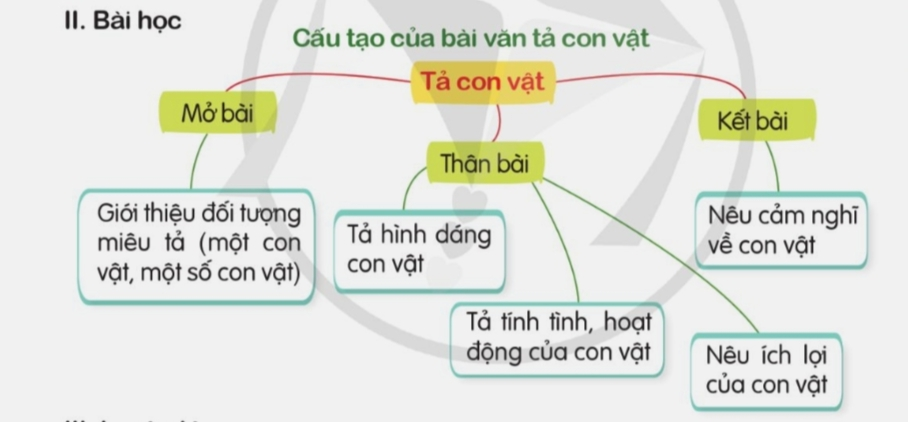 II. Bài học
Cấu tạo của bài văn tả con vật
Tả con vật
Mở bài
Thân bài
Kết bài
Giới thiệu đối tượng
miêu tả (một con
vật, một số con vật)
Tả hình dáng
con vật
Tả tính tình, hoạt
động của con vật
Nêu ích lợi
của con vật
Nêu cảm nghĩ
về con vật